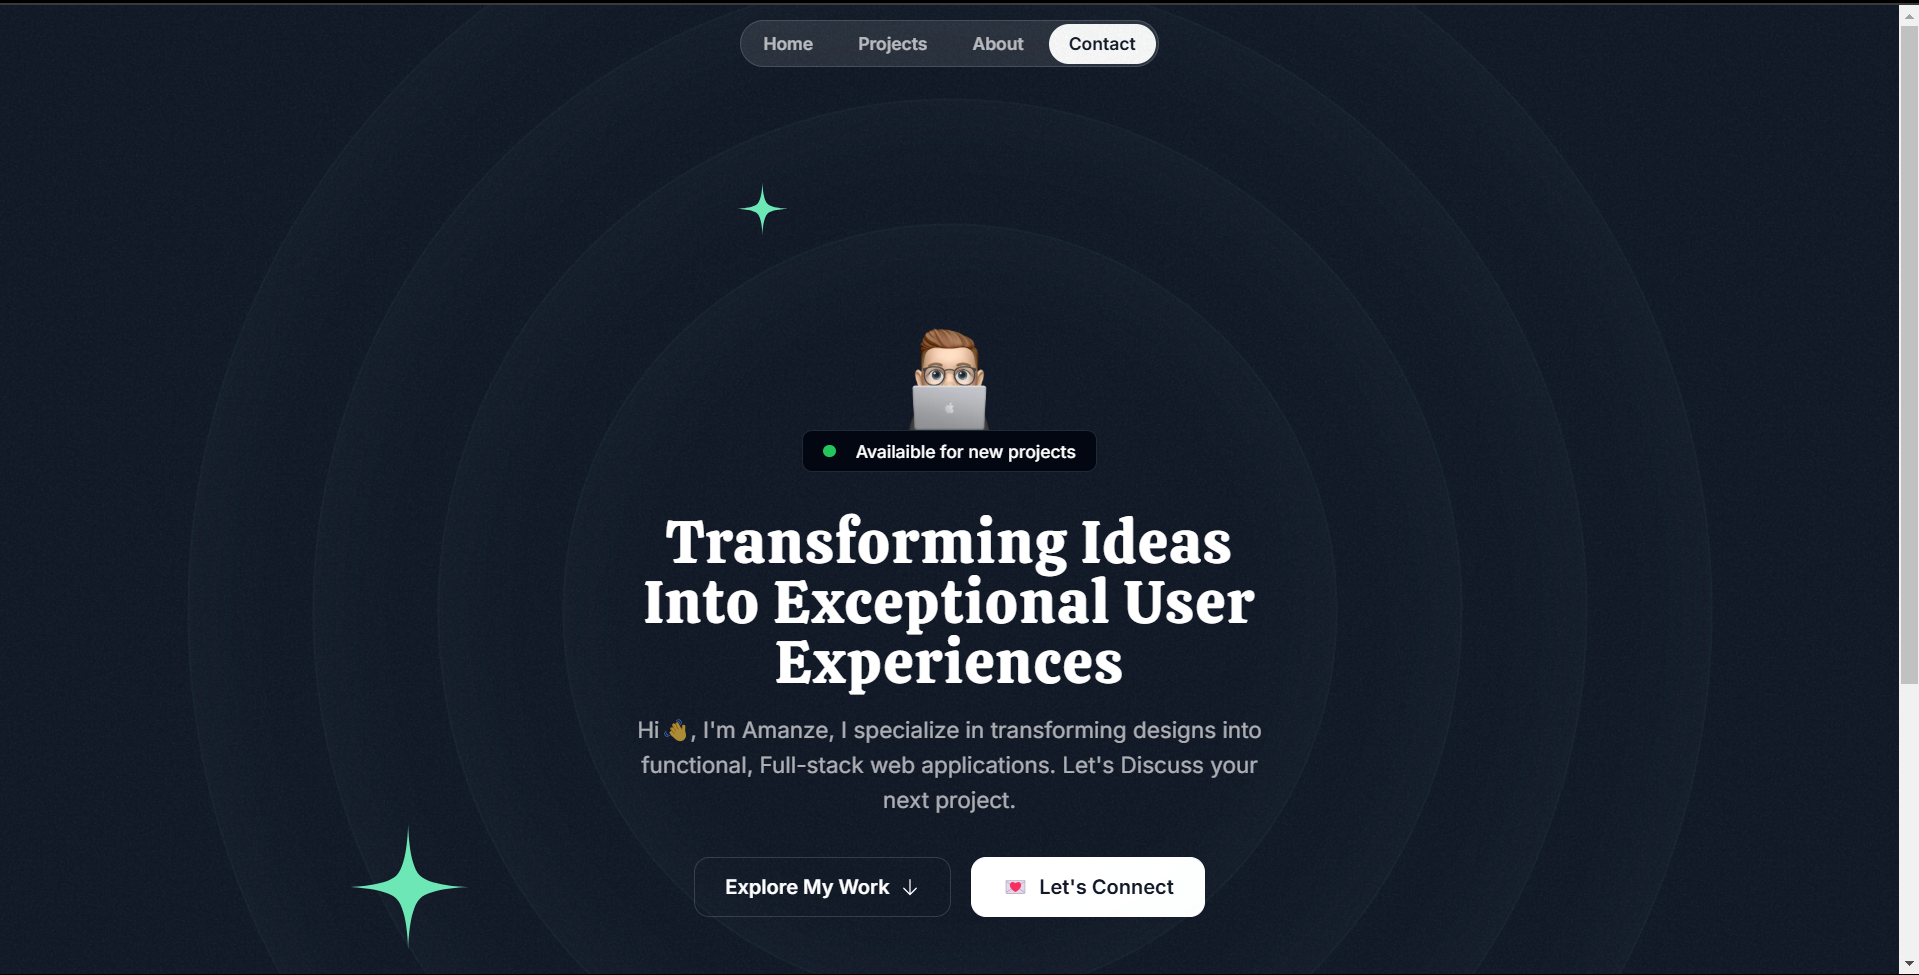 Home Projects About Contact
Availaible for new projects
Transforming Ideas
Into Exceptional User
Experiences
Hi 👋, I'm Amanze, I specialize in transforming designs into
functional, Full-stack web applications. Let's Discuss your
next project.
Explore My Work ↓ 💌 Let's Connect